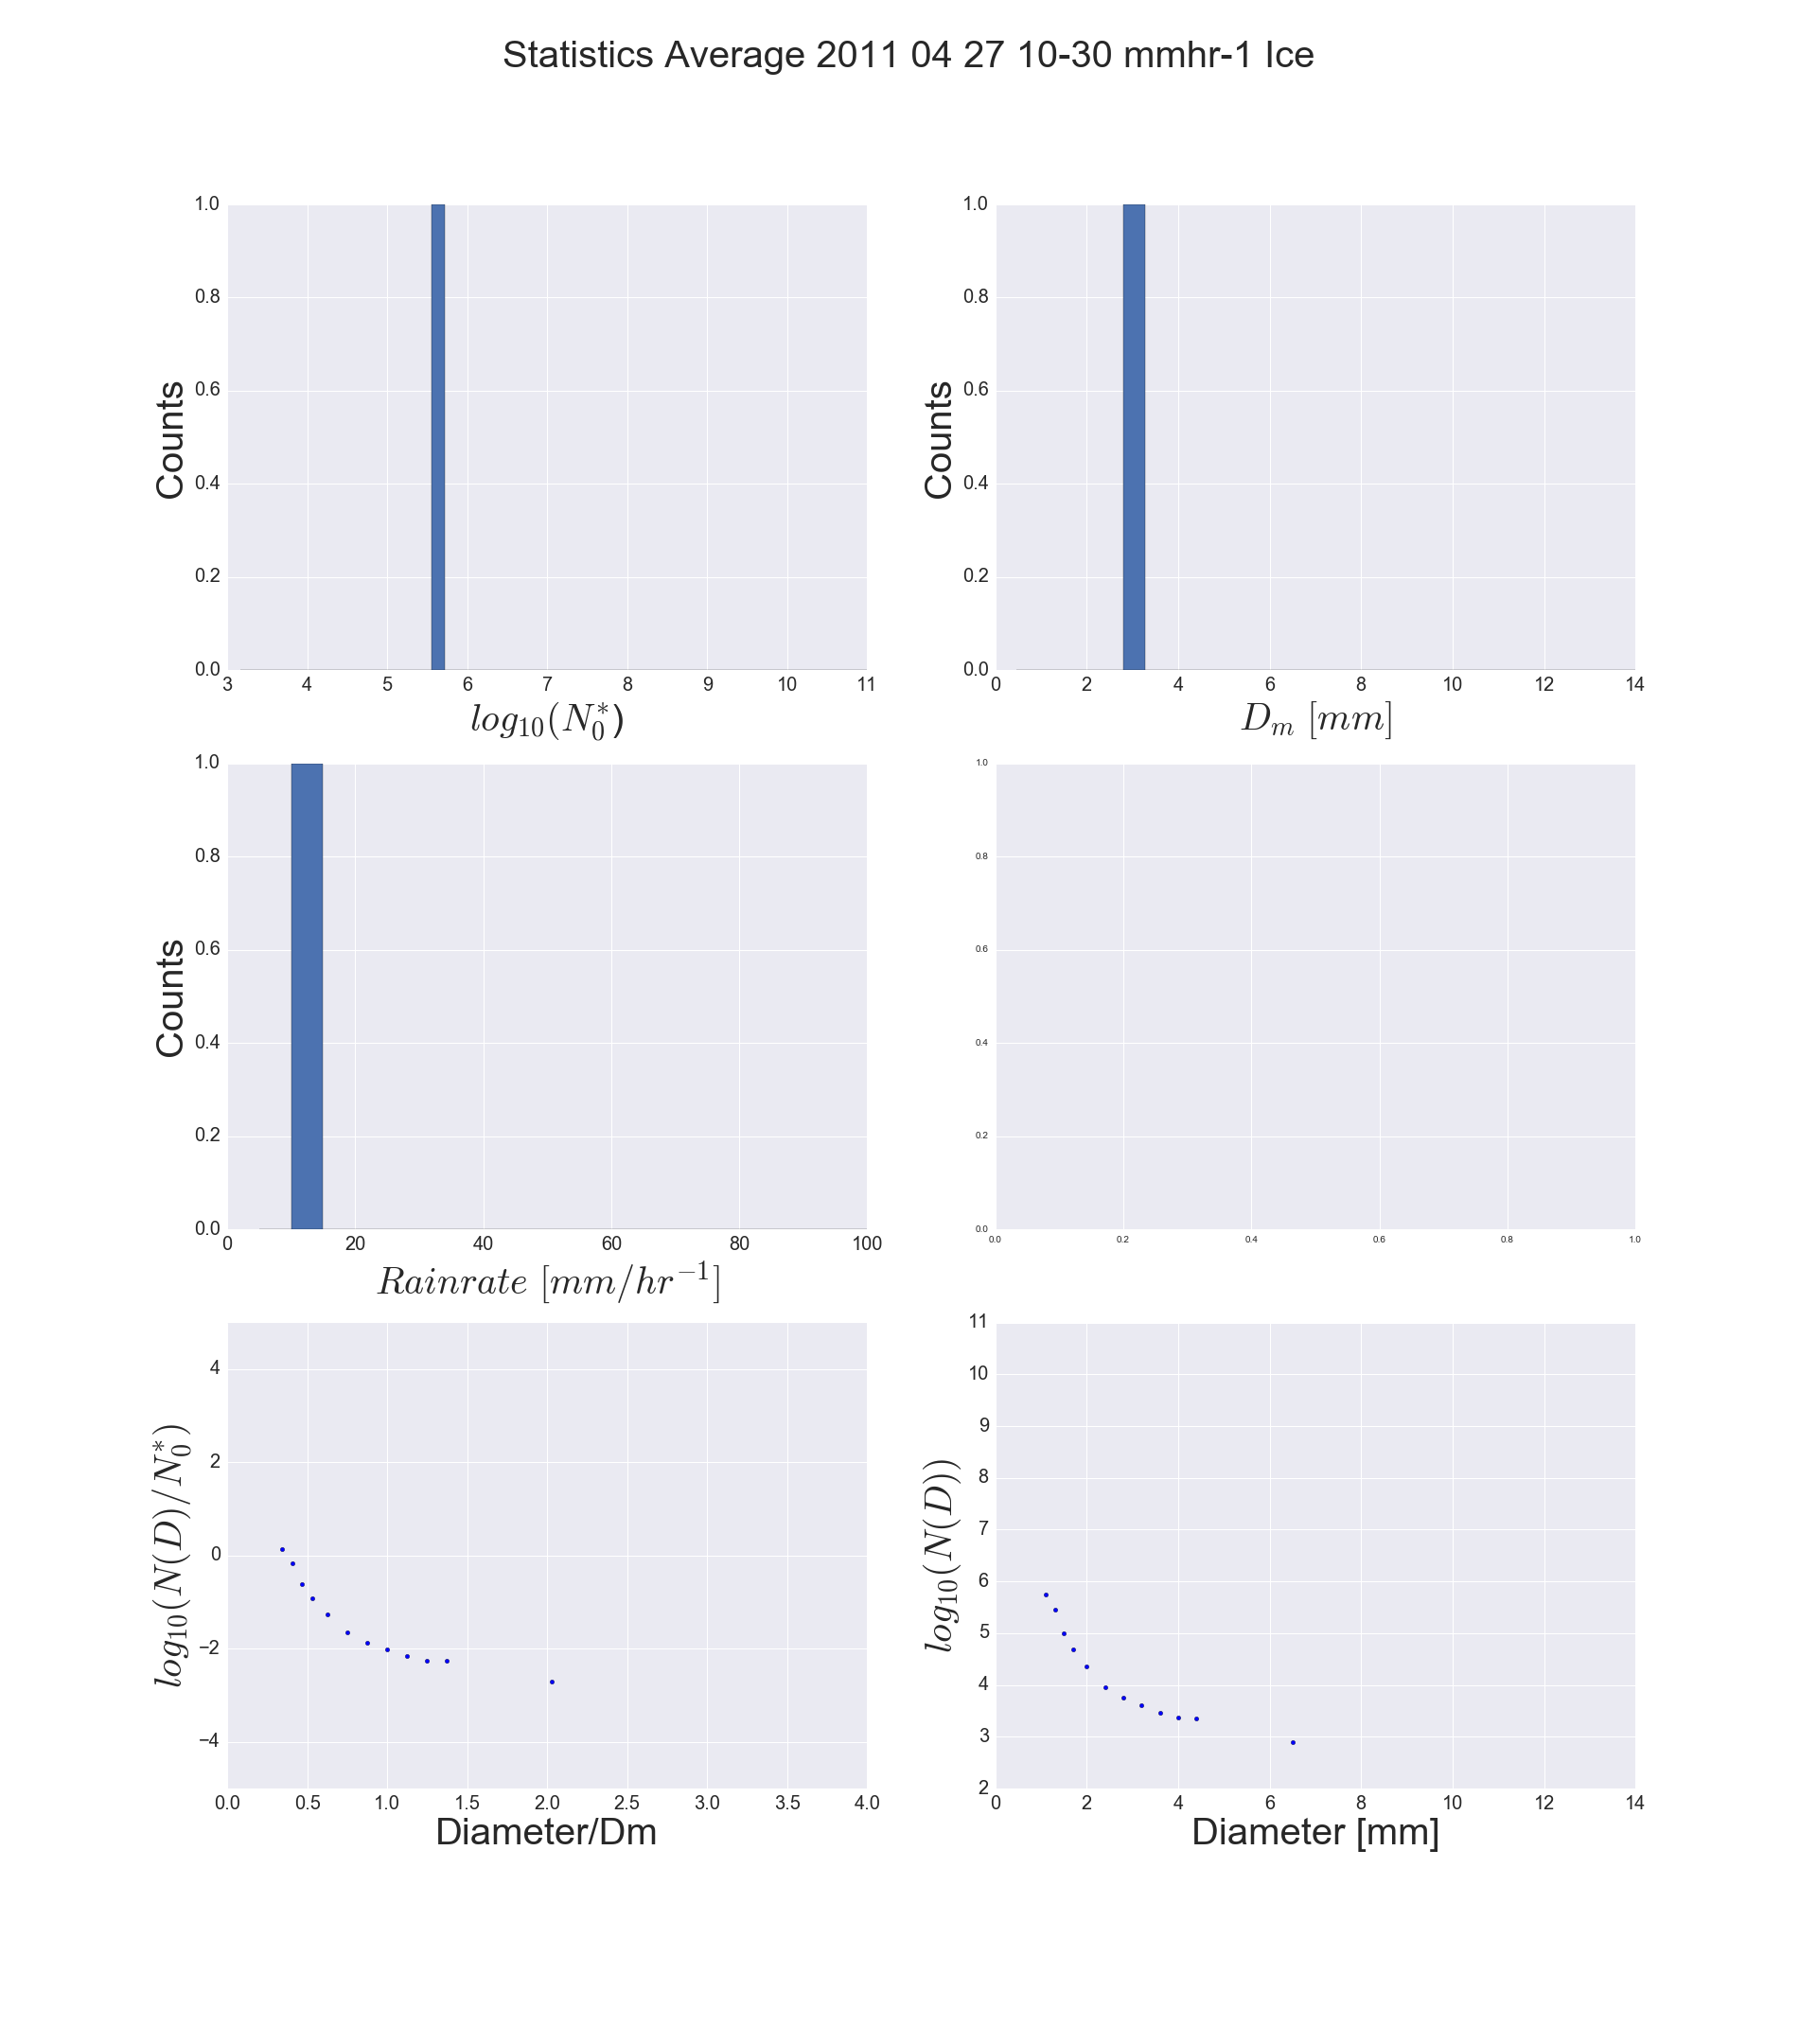 Statistics Average 2011 04 27 10-30 mmhr-1 Ice
1.0
0.8
0.6
0.4
0.2
0.0
Counts
3 4 5 6 7 8 9 10 11
log10(N0*)
1.0
0.8
0.6
0.4
0.2
0.0
Counts
0 2 4 6 8 10 12 14
Dm [mm]
1.0
0.8
0.6
0.4
0.2
0.0
Counts
0 20 40 60 80 100
Rainrate [mm/hr−1]
1.0
0.8
0.6
0.4
0.2
0.0
0.0 0.2 0.4 0.6 0.8 1.0
4
2
0
−2
−4
log10(N(D)/N0*)
0.0 0.5 1.0 1.5 2.0 2.5 3.0 3.5 4.0
Diameter/Dm
11
10
9
8
7
6
5
4
3
2
log10(N(D))
0 2 4 6 8 10 12 14
Diameter [mm]